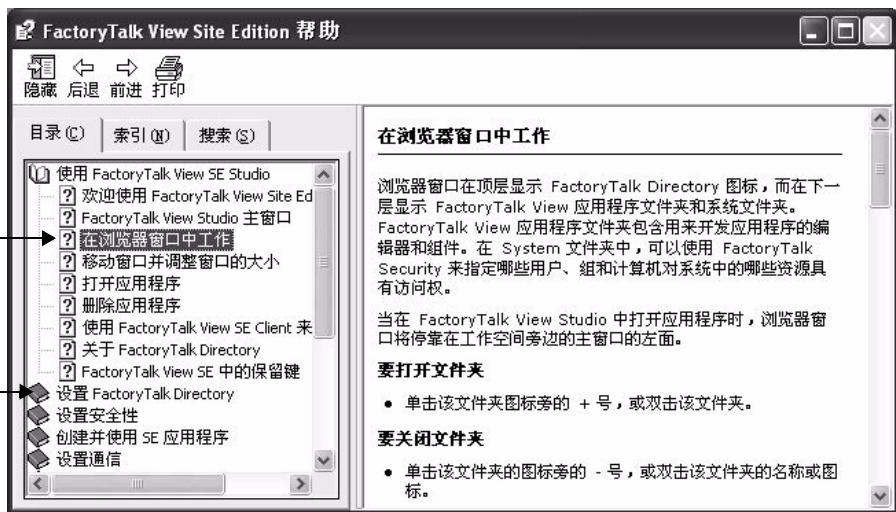 FactoryTalk View Site Edition 帮助
隐藏 后退 前进 打印
目录(C) 索引(N) 搜索(S)
使用 FactoryTalk View SE Studio
欢迎使用 FactoryTalk View Site Ed
FactoryTalk View Studio 主窗口
在浏览器窗口中工作
移动窗口并调整窗口的大小
打开应用程序
删除应用程序
使用 FactoryTalk View SE Client 来
关于 FactoryTalk Directory
FactoryTalk View SE 中的保留键
设置 FactoryTalk Directory
设置安全性
创建并使用 SE 应用程序
设置通信
在浏览器窗口中工作
浏览器窗口在顶层显示 FactoryTalk Directory 图标，而在下一
层显示 FactoryTalk View 应用程序文件夹和系统文件夹。
FactoryTalk View 应用程序文件夹包含用来开发应用程序的编
辑器和组件。在 System 文件夹中，可以使用 FactoryTalk
Security 来指定哪些用户、组和计算机对系统中的哪些资源具
有访问权。
当在 FactoryTalk View Studio 中打开应用程序时，浏览器窗
口将停靠在工作空间旁边的主窗口的左面。
要打开文件夹
• 单击该文件夹图标旁的 + 号，或双击该文件夹。
要关闭文件夹
• 单击该文件夹的图标旁的 - 号，或双击该文件夹的名称或图
标。